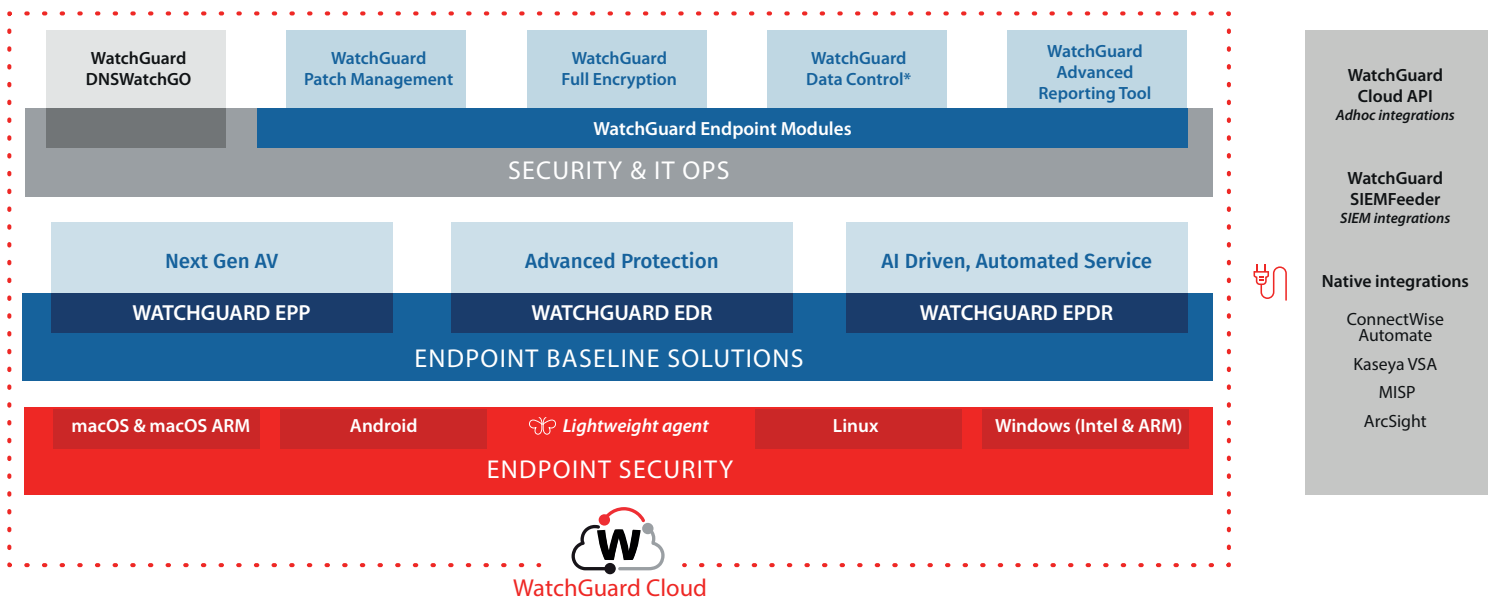 WatchGuard
DNSWatchGO
WatchGuard
Patch Management
WatchGuard
Full Encryption
WatchGuard
Data Control*
WatchGuard
Advanced
Reporting Tool
WatchGuard Endpoint Modules
SECURITY & IT OPS
Next Gen AV
Advanced Protection
AI Driven, Automated Service
WATCHGUARD EPP
WATCHGUARD EDR
WATCHGUARD EPDR
ENDPOINT BASELINE SOLUTIONS
macOS & macOS ARM
Android
Lightweight agent
Linux
Windows (Intel & ARM)
ENDPOINT SECURITY
W
WatchGuard Cloud
WatchGuard
Cloud API
Adhoc integrations
WatchGuard
SIEMFeeder
SIEM integrations
Native integrations
ConnectWise
Automate
Kaseya VSA
MISP
ArcSight